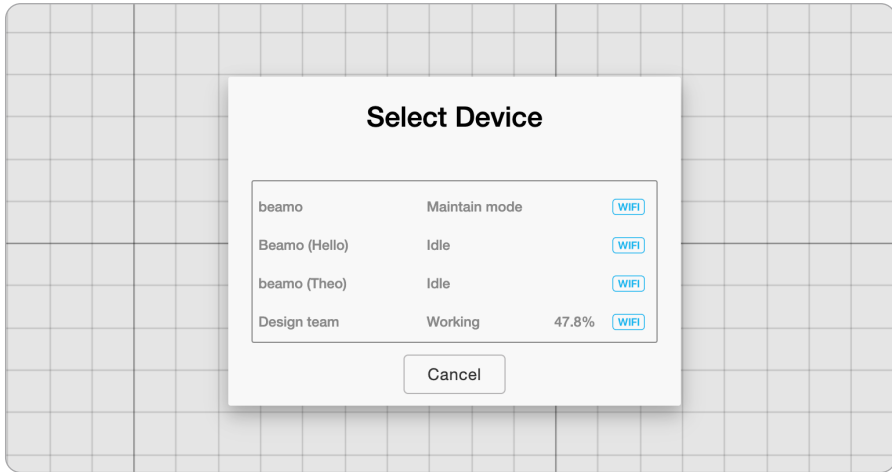 Select Device
beamo Maintain mode WIFI
Beamo (Hello) Idle WIFI
beamo (Theo) Idle WIFI
Design team Working 47.8% WIFI
Cancel